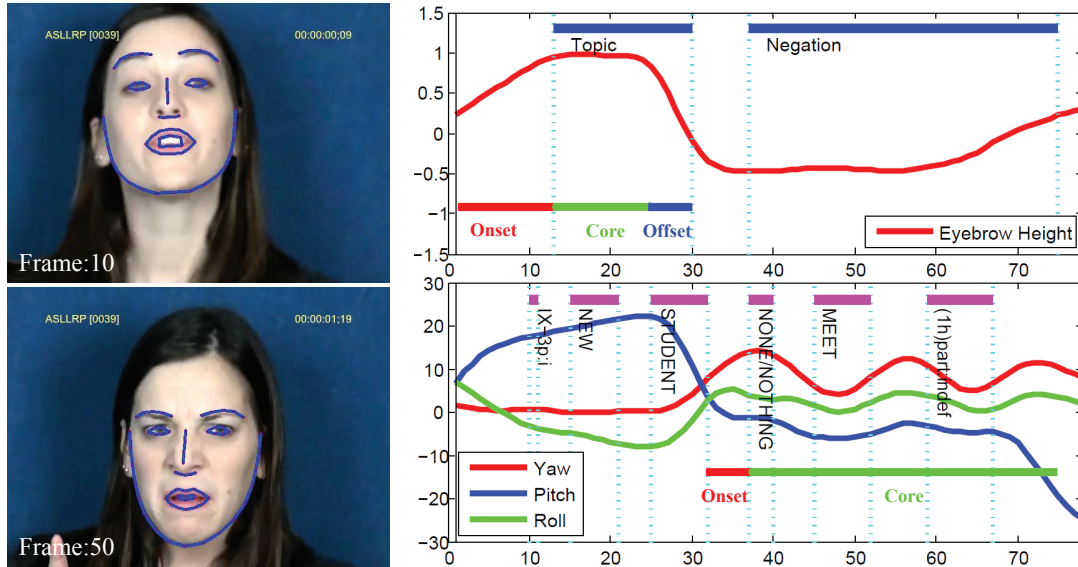 ASLLRP [0039] 00:00:00;09
Frame:10
ASLLRP [0039] 00:00:01;19
Frame:50
1.5
1
0.5
0
−0.5
−1
−1.5
Topic
Negation
Onset
Core
Offset
Eyebrow Height
0 10 20 30 40 50 60 70
30
20
10
0
−10
−20
−30
IX−3p:i
NEW
STUDENT
NONE/NOTHING
MEET
(1h)part:indef
Yaw
Pitch
Roll
Onset
Core
0 10 20 30 40 50 60 70